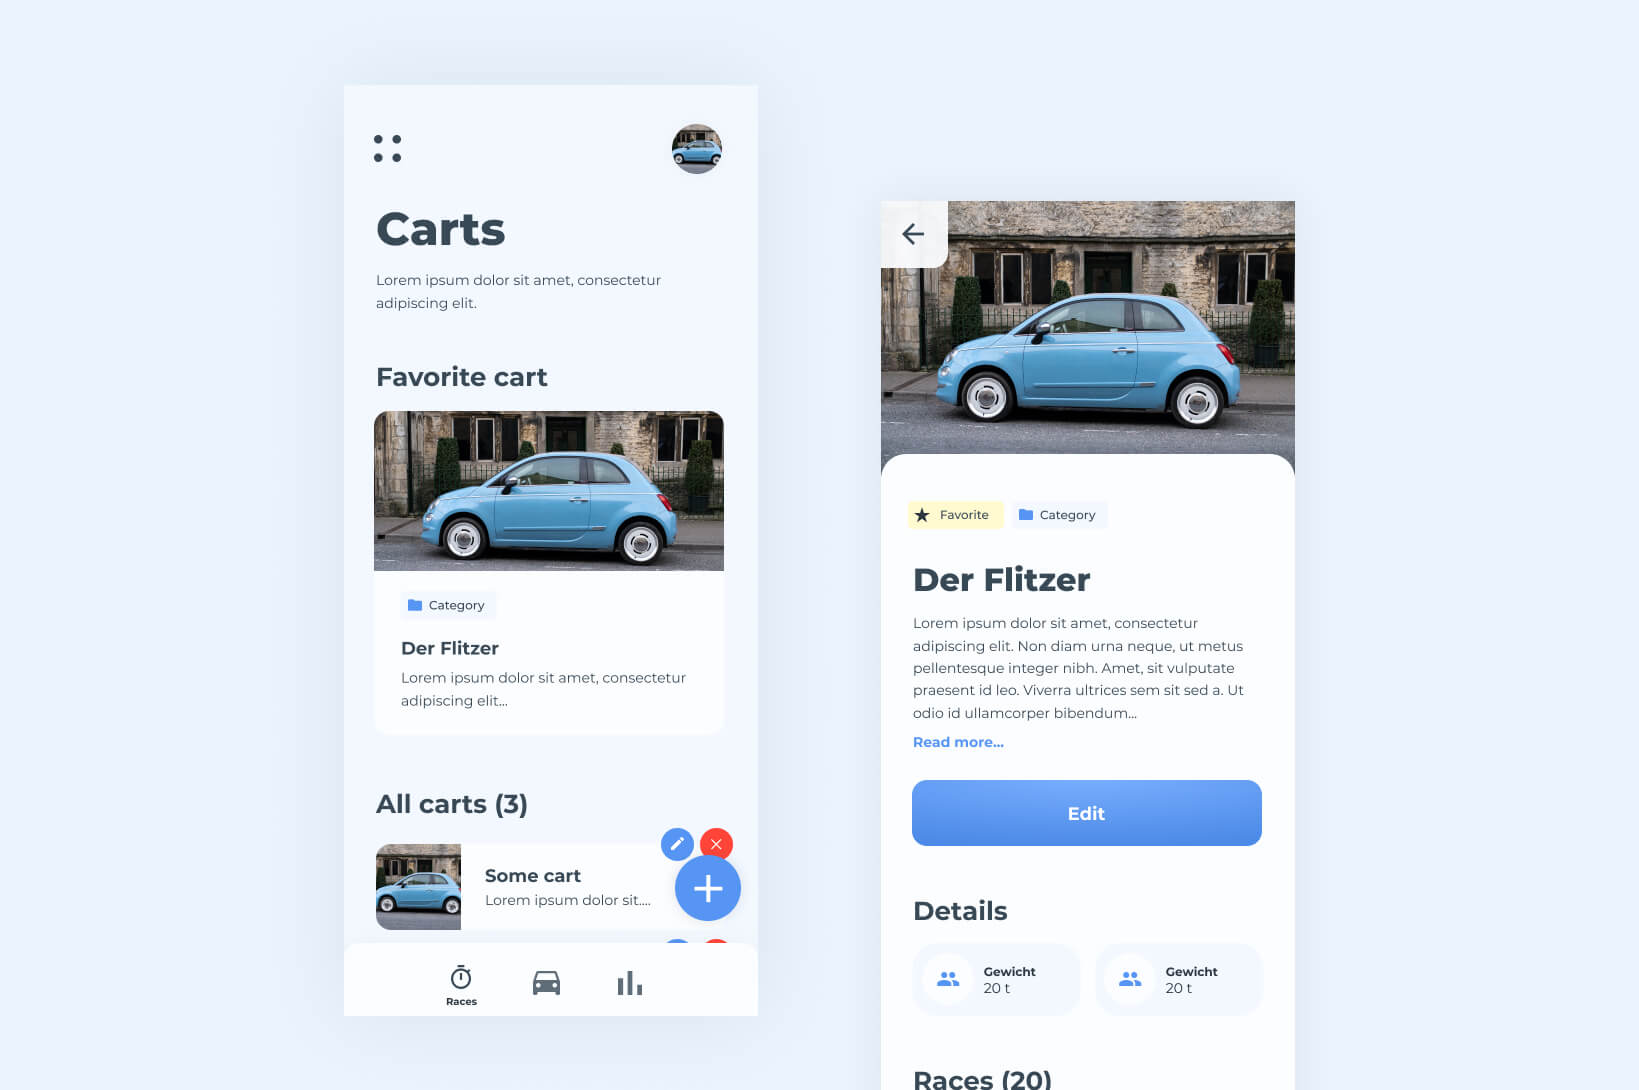 Carts
Lorem ipsum dolor sit amet, consectetur
adipiscing elit.
Favorite cart
Category
Der Flitzer
Lorem ipsum dolor sit amet, consectetur
adipiscing elit...
All carts (3)
Some cart
Lorem ipsum dolor sit....
Races
Favorite
Category
Der Flitzer
Lorem ipsum dolor sit amet, consectetur
adipiscing elit. Non diam urna neque, ut metus
pellentesque integer nibh. Amet, sit vulputate
praesent id leo. Viverra ultrices sem sit sed a. Ut
odio id ullamcorper bibendum...
Read more...
Edit
Details
Gewicht
20 t
Gewicht
20 t
Races (20)